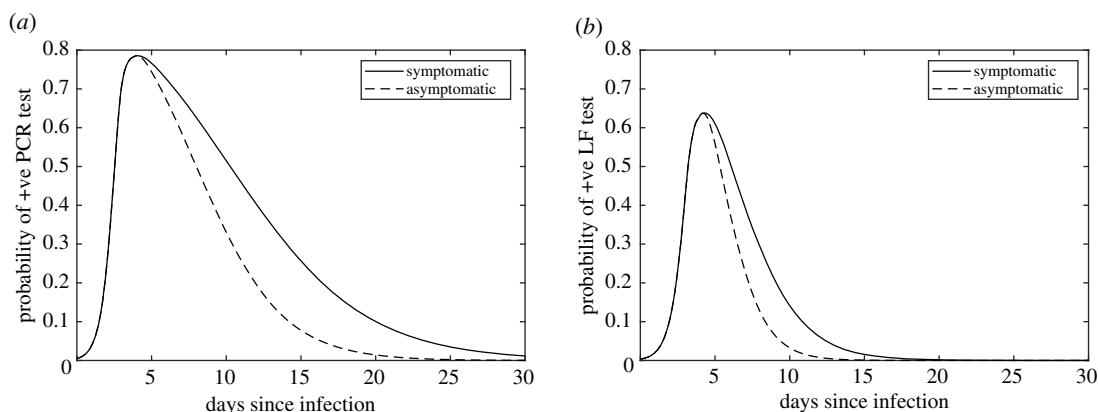 (a)
0.8
0.7
0.6
0.5
0.4
0.3
0.2
0.1
0
probability of +ve PCR test
symptomatic
asymptomatic
5 10 15 20 25 30
days since infection
(b)
0.8
0.7
0.6
0.5
0.4
0.3
0.2
0.1
0
probability of +ve LF test
symptomatic
asymptomatic
5 10 15 20 25 30
days since infection